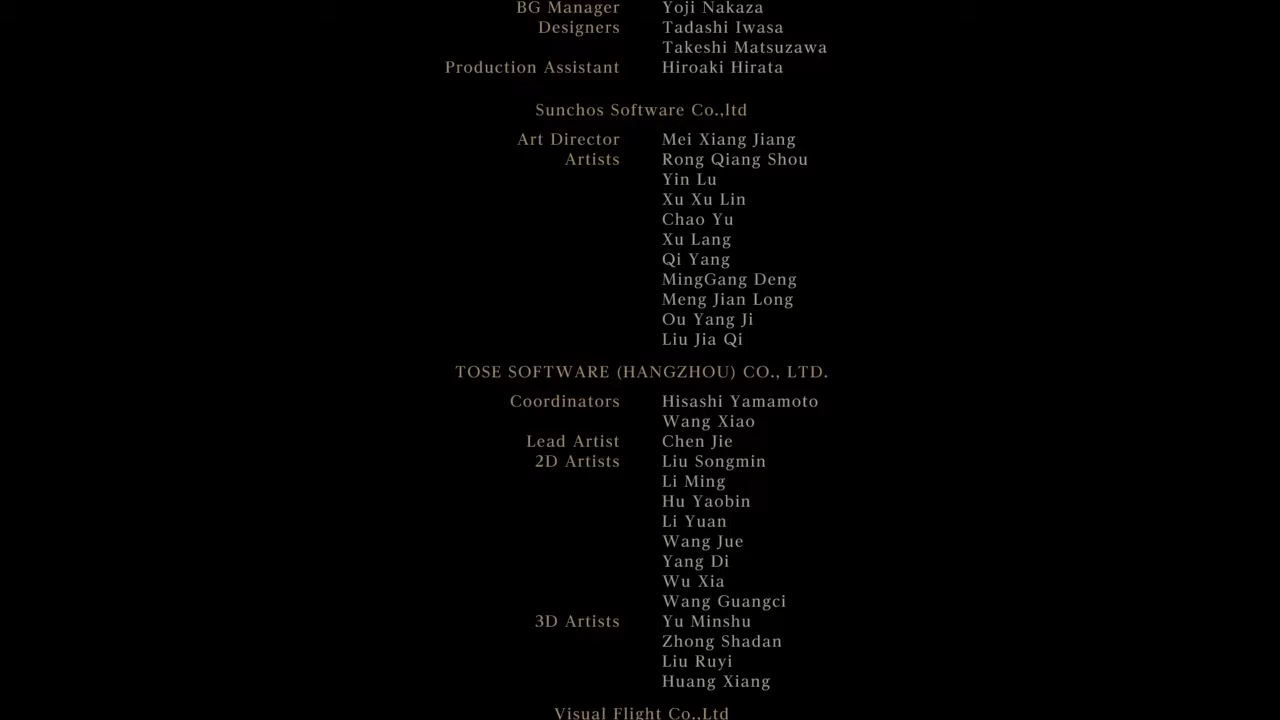 BG Manager Yoji Nakaza
Designers Tadashi Iwasa
Takeshi Matsuzawa
Production Assistant Hiroaki Hirata
Sunchos Software Co.,ltd
Art Director Mei Xiang Jiang
Artists Rong Qiang Shou
Yin Lu
Xu Xu Lin
Chao Yu
Xu Lang
Qi Yang
MingGang Deng
Meng Jian Long
Ou Yang Ji
Liu Jia Qi
TOSE SOFTWARE (HANGZHOU) CO., LTD.
Coordinators Hisashi Yamamoto
Wang Xiao
Lead Artist Chen Jie
2D Artists Liu Songmin
Li Ming
Hu Yaobin
Li Yuan
Wang Jue
Yang Di
Wu Xia
Wang Guangci
3D Artists Yu Minshu
Zhong Shadan
Liu Ruyi
Huang Xiang
Visual Flight Co.,Ltd